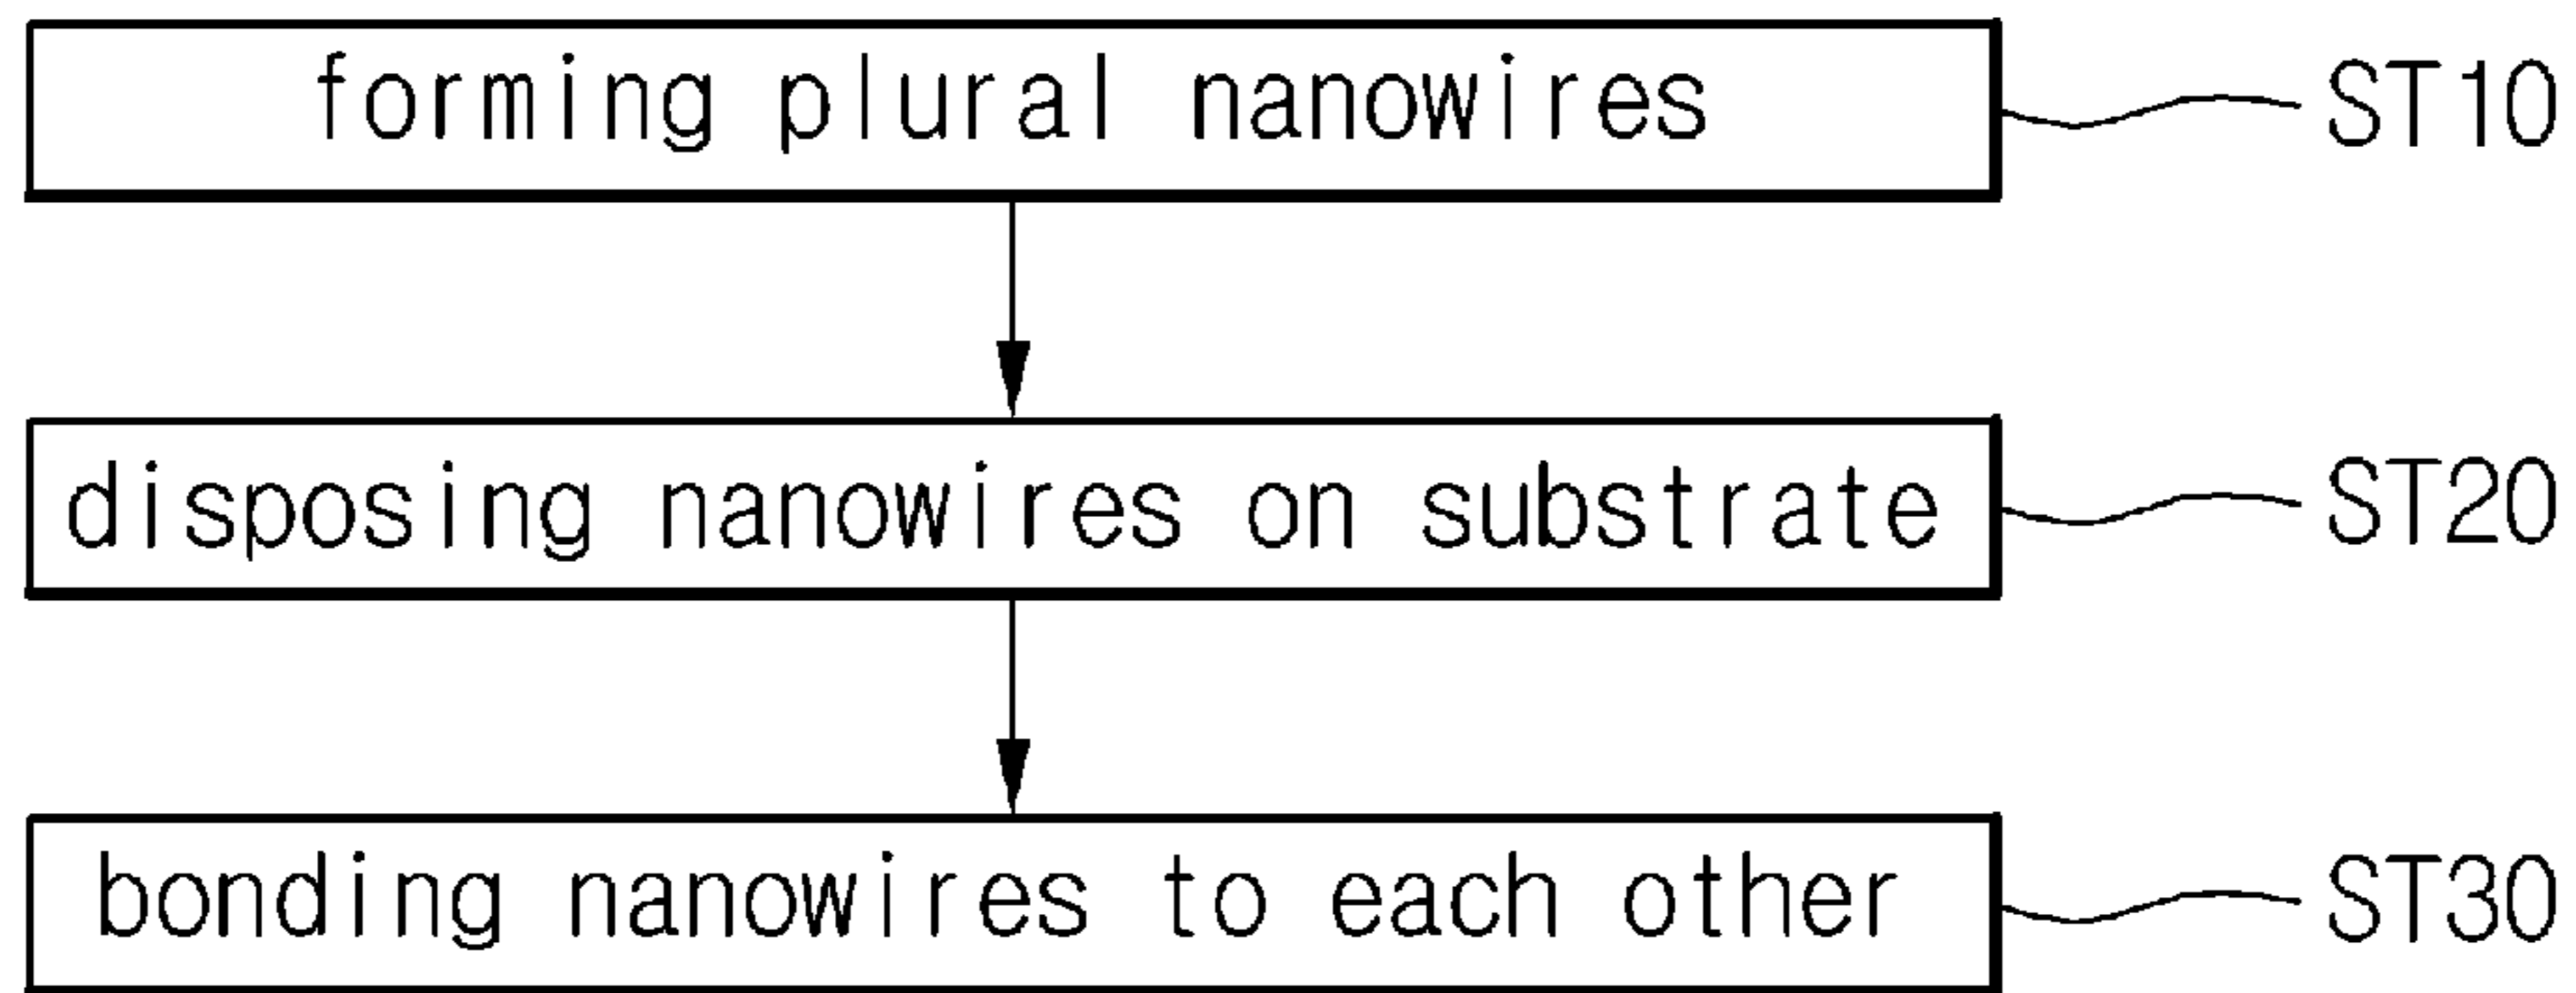 forming plural nanowires ST10
disposing nanowires on substrate ST20
bonding nanowires to each other ST30